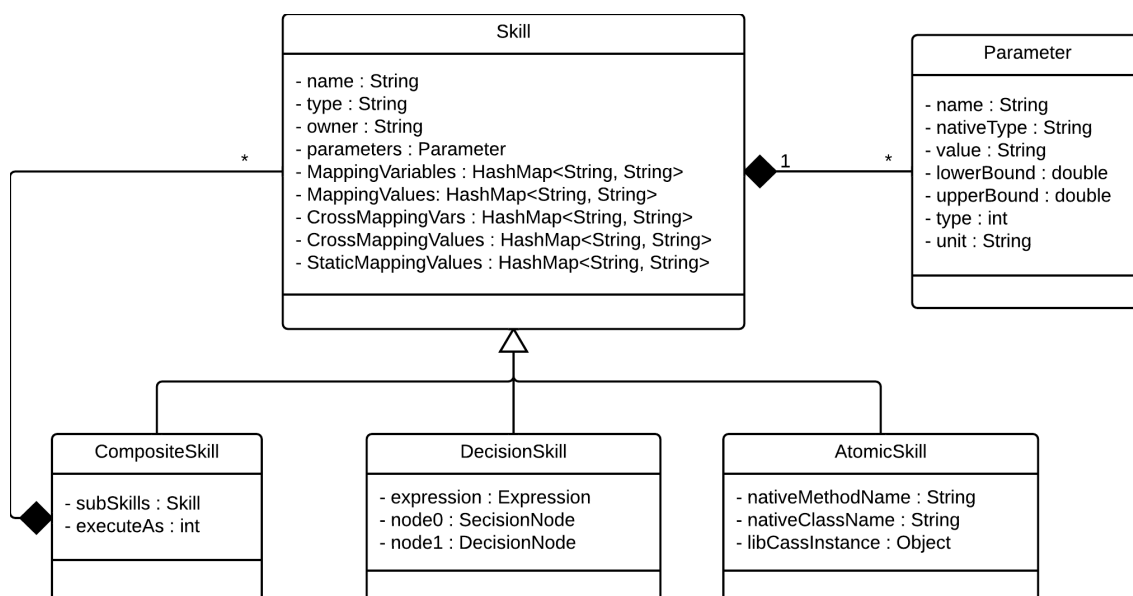 Skill
- name : String
- type : String
- owner : String
- parameters : Parameter
- MappingVariables : HashMap<String, String>
- MappingValues: HashMap<String, String>
- CrossMappingVars : HashMap<String, String>
- CrossMappingValues : HashMap<String, String>
- StaticMappingValues : HashMap<String, String>
*
1
*
Parameter
- name : String
- nativeType : String
- value : String
- lowerBound : double
- upperBound : double
- type : int
- unit : String
CompositeSkill
- subSkills : Skill
- executeAs : int
DecisionSkill
- expression : Expression
- node0 : SecisionNode
- node1 : DecisionNode
AtomicSkill
- nativeMethodName : String
- nativeClassName : String
- libCassInstance : Object